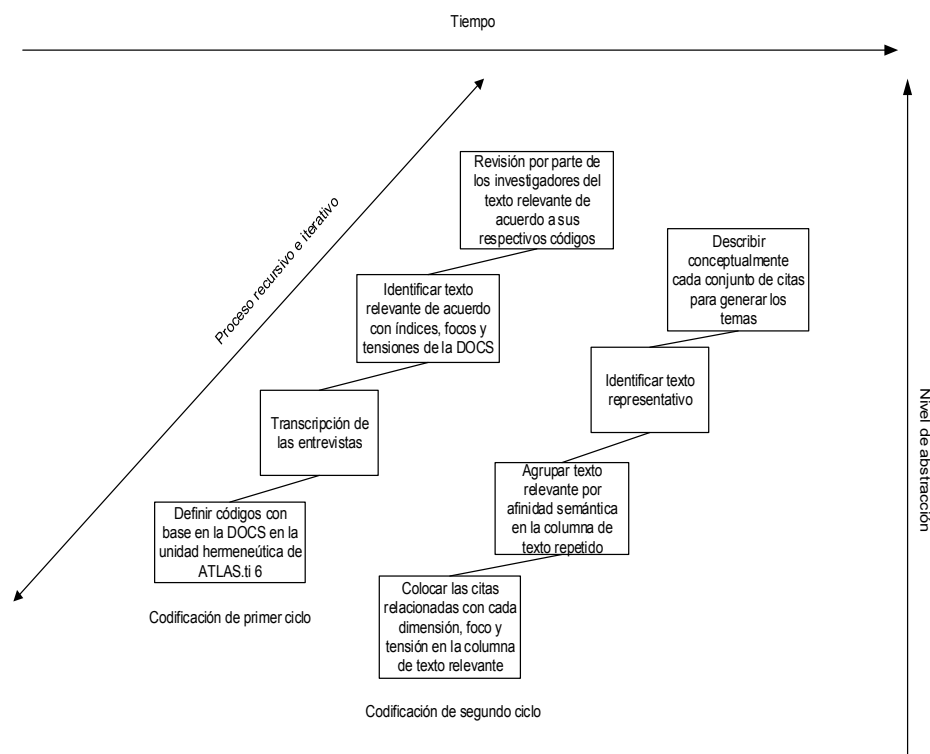 Tiempo
Proceso recursivo e iterativo
Revisión por parte
de los investigadores del
texto relevante de
acuerdo a sus
respectivos códigos
Identificar texto
relevante de acuerdo
con índices, focos y
tensiones de la DOCS
Transcripción de
las entrevistas
Definir códigos con
base en la DOCS en la
unidad hermeneútica de
ATLAS.ti 6
Codificación de primer ciclo
Describir
conceptualmente
cada conjunto de citas
para generar los
temas
Identificar texto
representativo
Agrupar texto
relevante por
afinidad semántica
en la columna de
texto repetido
Colocar las citas
relacionadas con cada
dimensión, foco y
tensión en la columna
de texto relevante
Codificación de segundo ciclo
Nivel de abstracción